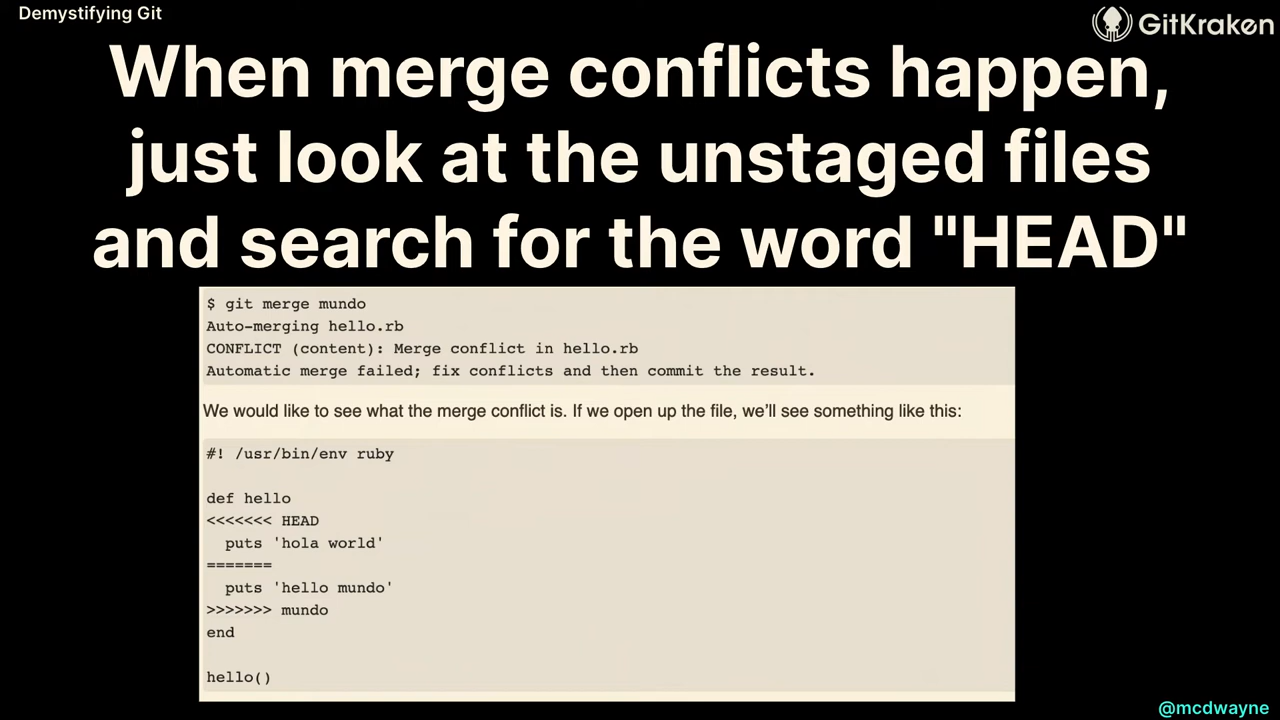 Demystifying Git
GitKraken
When merge conflicts happen,
just look at the unstaged files
and search for the word "HEAD"
$ git merge mundo
Auto-merging hello.rb
CONFLICT (content): Merge conflict in hello.rb
Automatic merge failed; fix conflicts and then commit the result.
We would like to see what the merge conflict is. If we open up the file, we’ll see something like this:
#! /usr/bin/env ruby
def hello
<<<<<<< HEAD
  puts 'hola world'
=======
  puts 'hello mundo'
>>>>>>> mundo
end
hello()
@mcdwayne